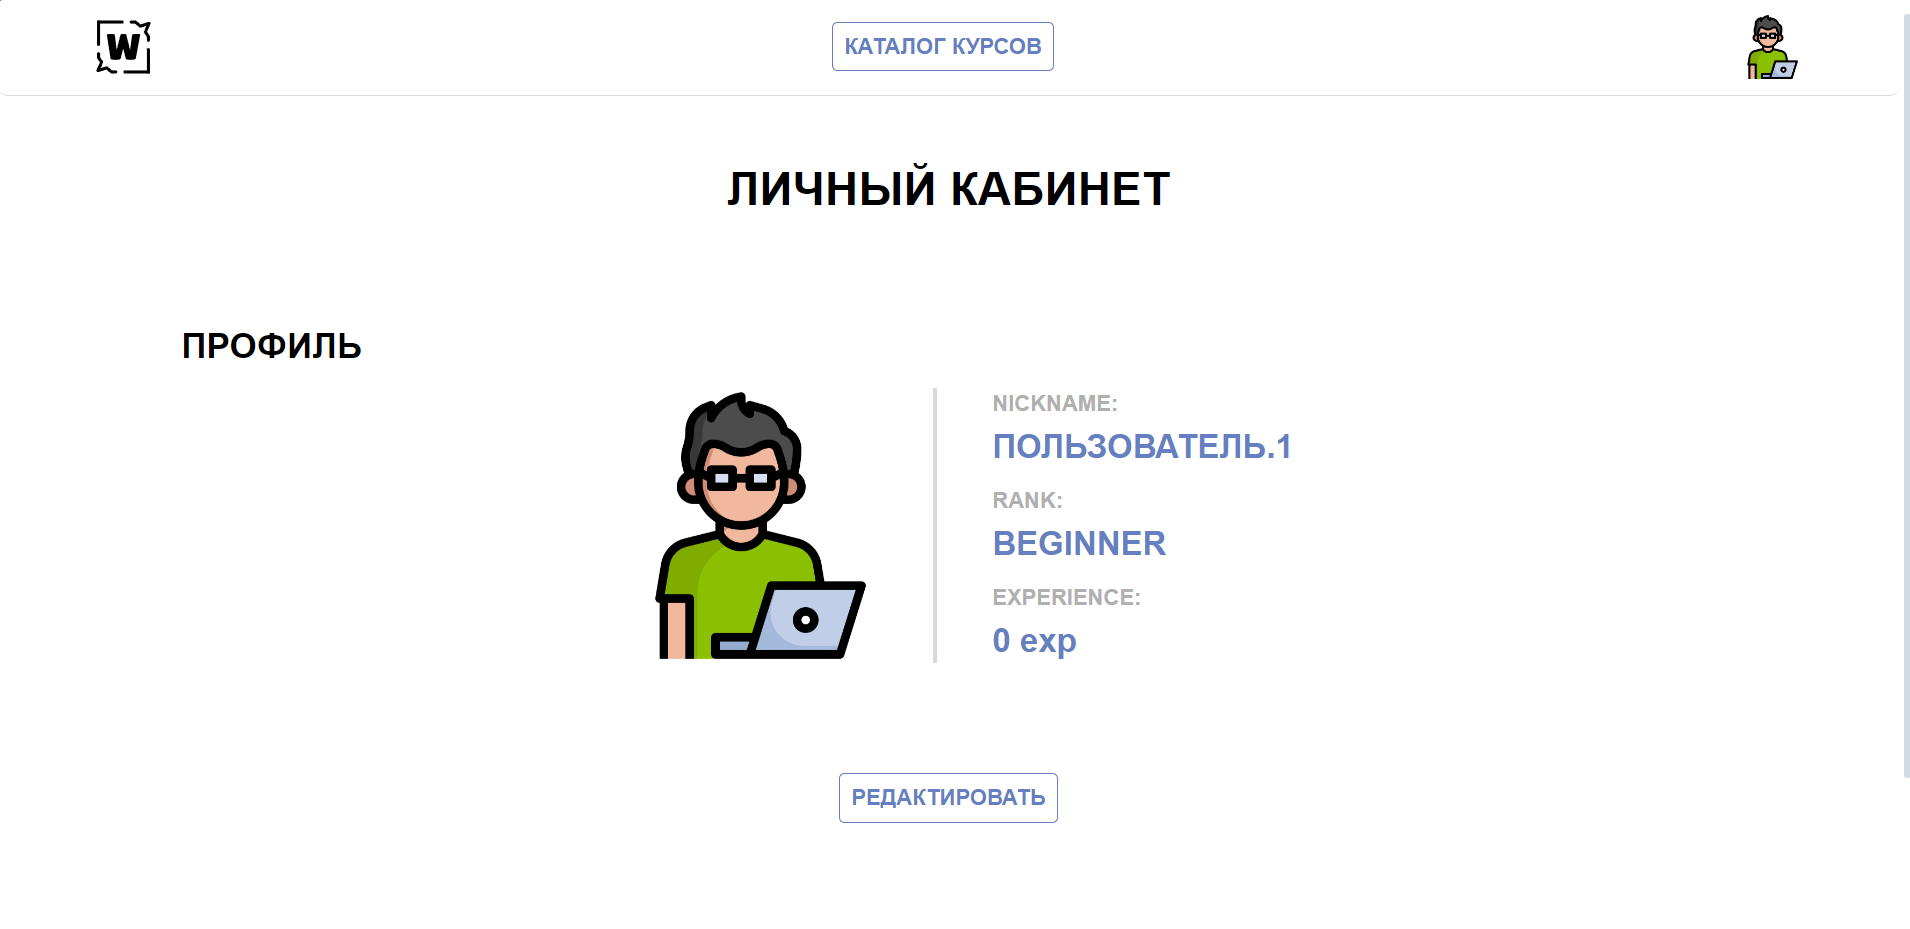 W
КАТАЛОГ КУРСОВ
ЛИЧНЫЙ КАБИНЕТ
ПРОФИЛЬ
NICKNAME:
ПОЛЬЗОВАТЕЛЬ.1
RANK:
BEGINNER
EXPERIENCE:
0 exp
РЕДАКТИРОВАТЬ